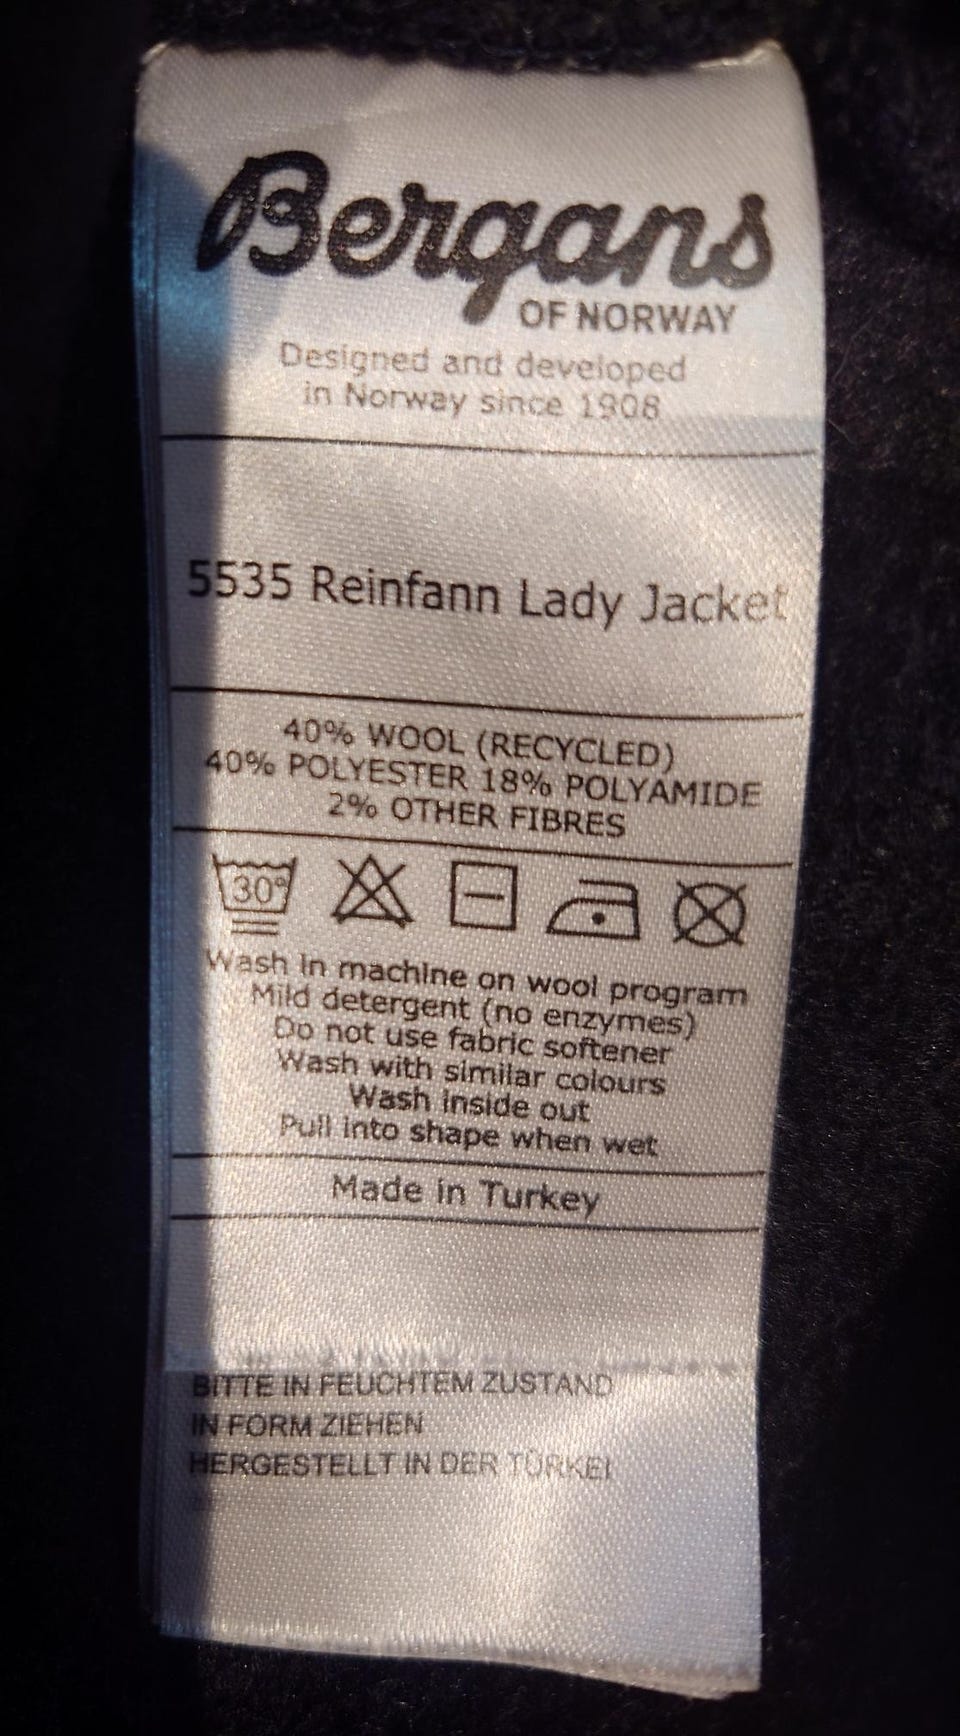 Bergans
OF NORWAY
Designed and developed
in Norway since 1908
5535 Reinfann Lady Jacket
40% WOOL (RECYCLED)
40% POLYESTER 18% POLYAMIDE
2% OTHER FIBRES
30°
Wash in machine on wool program
Mild detergent (no enzymes)
Do not use fabric softener
Wash with similar colours
Wash inside out
Pull into shape when wet
Made in Turkey
BITTE IN FEUCHTEM ZUSTAND
IN FORM ZIEHEN
HERGESTELLT IN DER TÜRKEI